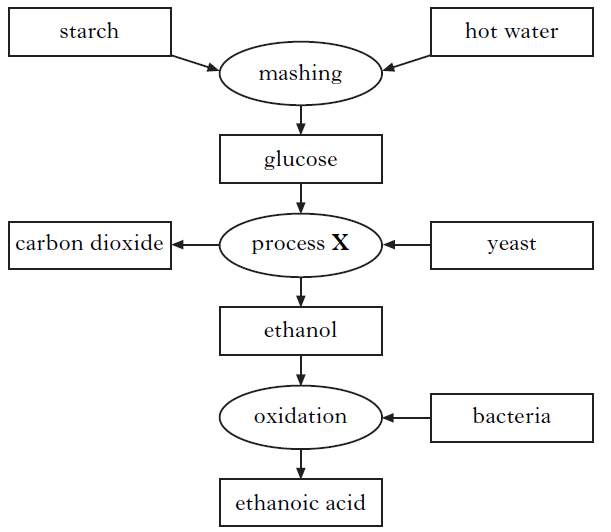 starch
hot water
mashing
glucose
carbon dioxide
process X
yeast
ethanol
oxidation
bacteria
ethanoic acid